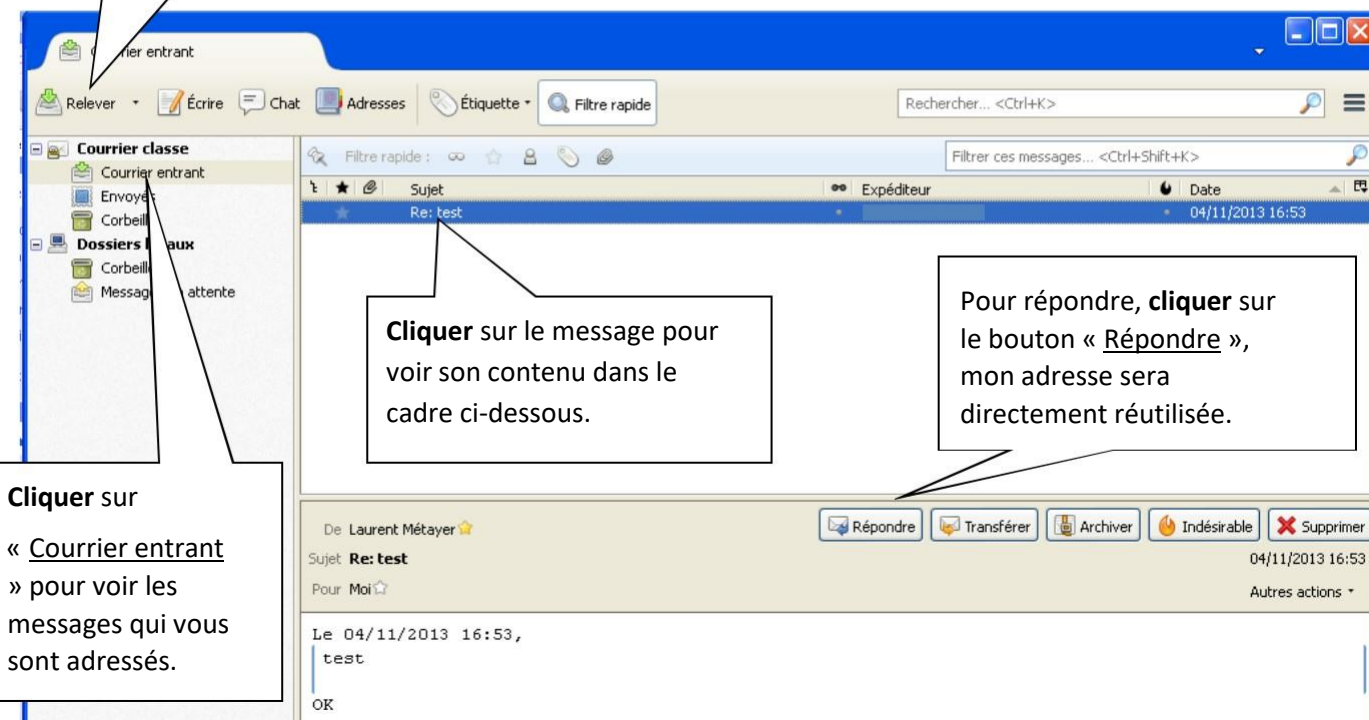 Courrier entrant
Relever Écrire Chat Adresses Étiquette Filtre rapide Rechercher... <Ctrl+K>
Courrier classe
Courrier entrant
Envoyés
Corbeille
Dossiers locaux
Corbeille
Messages en attente
Filtre rapide : Filtrer ces messages... <Ctrl+Shift+K>
Sujet Expéditeur Date
Re: test 04/11/2013 16:53
Cliquer sur le message pour
voir son contenu dans le
cadre ci-dessous.
Pour répondre, cliquer sur
le bouton « Répondre »,
mon adresse sera
directement réutilisée.
Cliquer sur
« Courrier entrant
» pour voir les
messages qui vous
sont adressés.
De Laurent Métayer Répondre Transférer Archiver Indésirable Supprimer
Sujet Re: test 04/11/2013 16:53
Pour Moi Autres actions
Le 04/11/2013 16:53,
test
OK